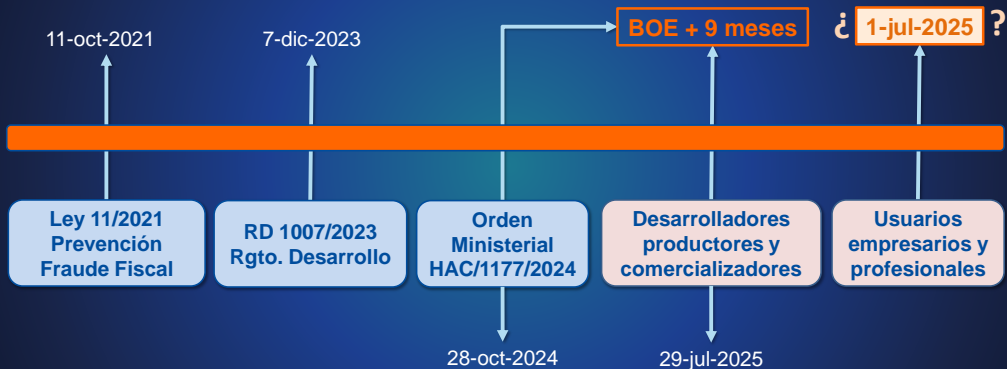 11-oct-2021
7-dic-2023
BOE + 9 meses
¿ 1-jul-2025 ?
Ley 11/2021
Prevención
Fraude Fiscal
RD 1007/2023
Rgto. Desarrollo
Orden
Ministerial
HAC/1177/2024
Desarrolladores
productores y
comercializadores
Usuarios
empresarios y
profesionales
28-oct-2024
29-jul-2025